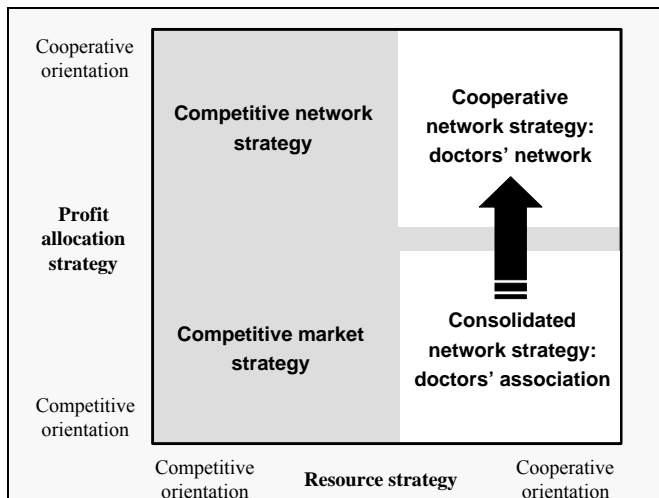 Cooperative
orientation
Competitive network
strategy
Cooperative
network strategy:
doctors’ network
Profit
allocation
strategy
Competitive market
strategy
Consolidated
network strategy:
doctors’ association
Competitive
orientation
Competitive
orientation
Resource strategy
Cooperative
orientation